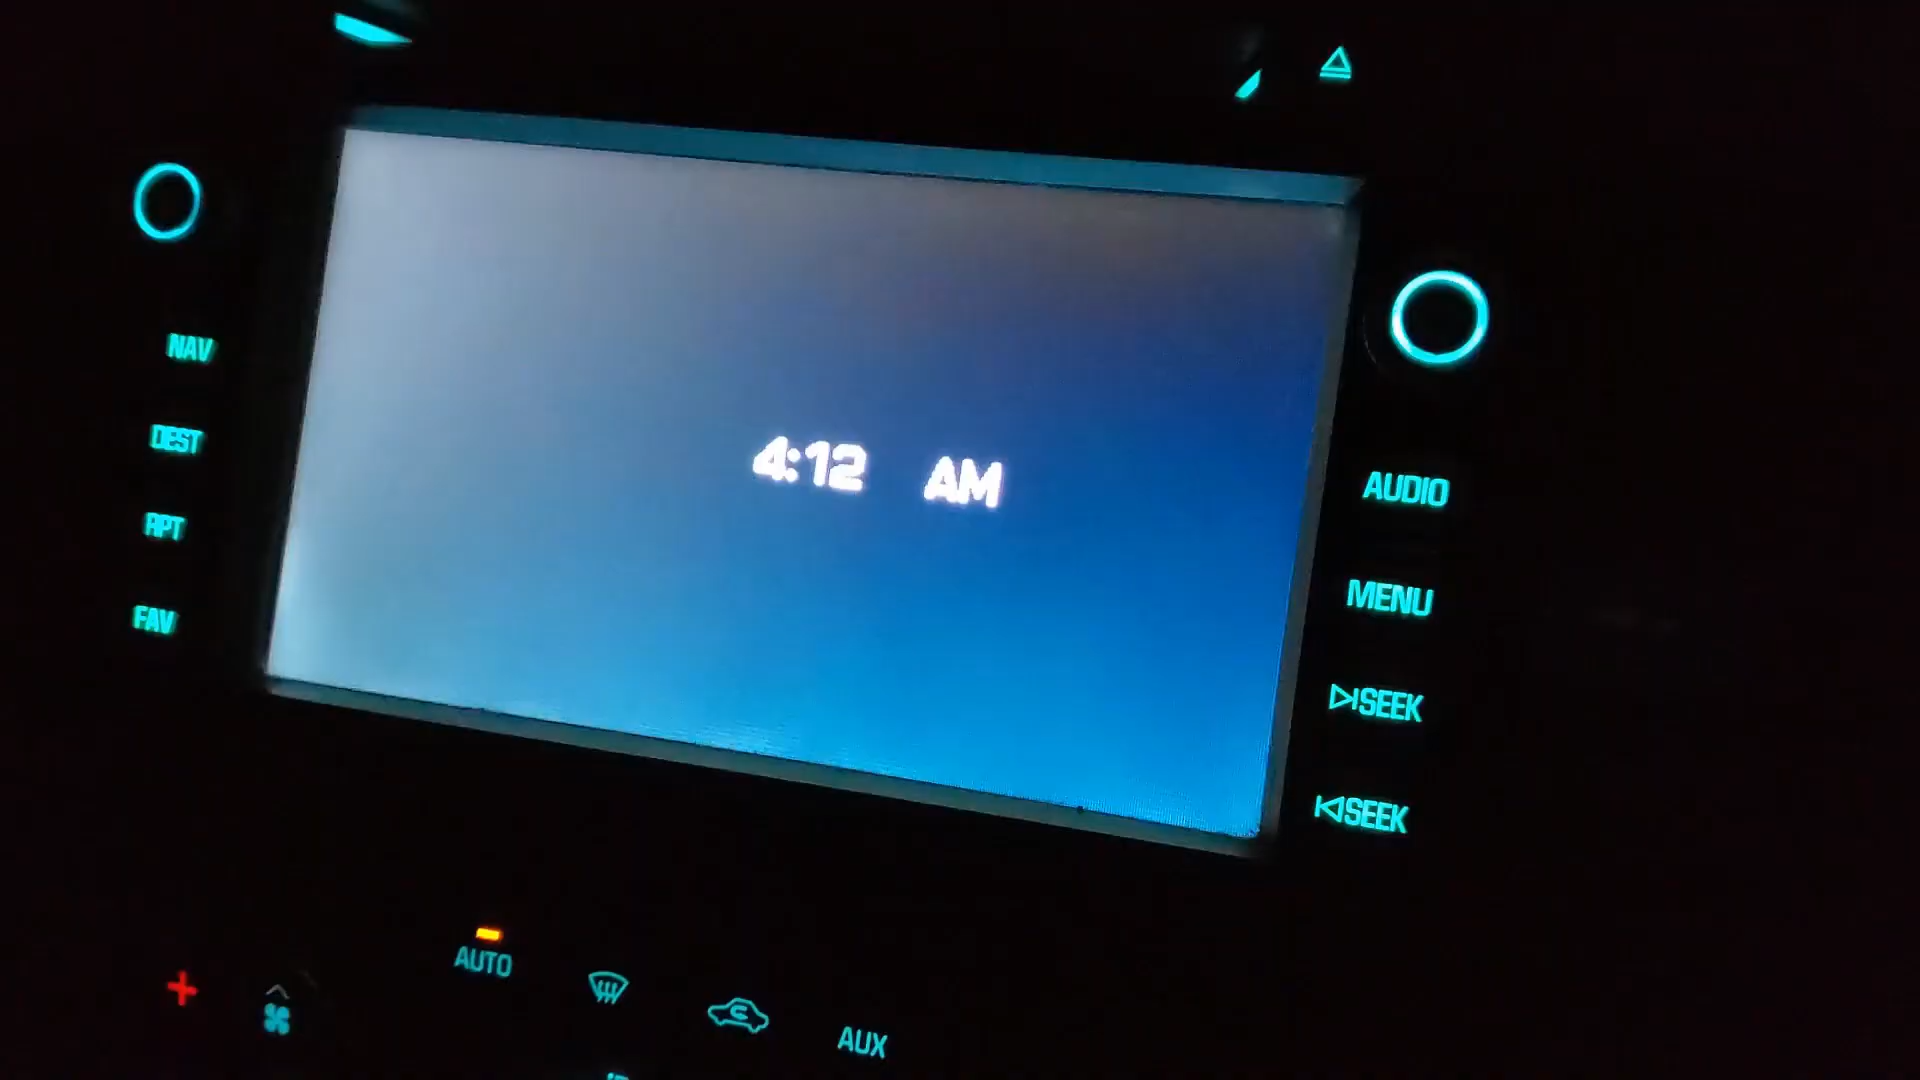 NAV
DEST
RPT
FAV
4:12 AM
AUDIO
MENU
SEEK
SEEK
AUTO
AUX